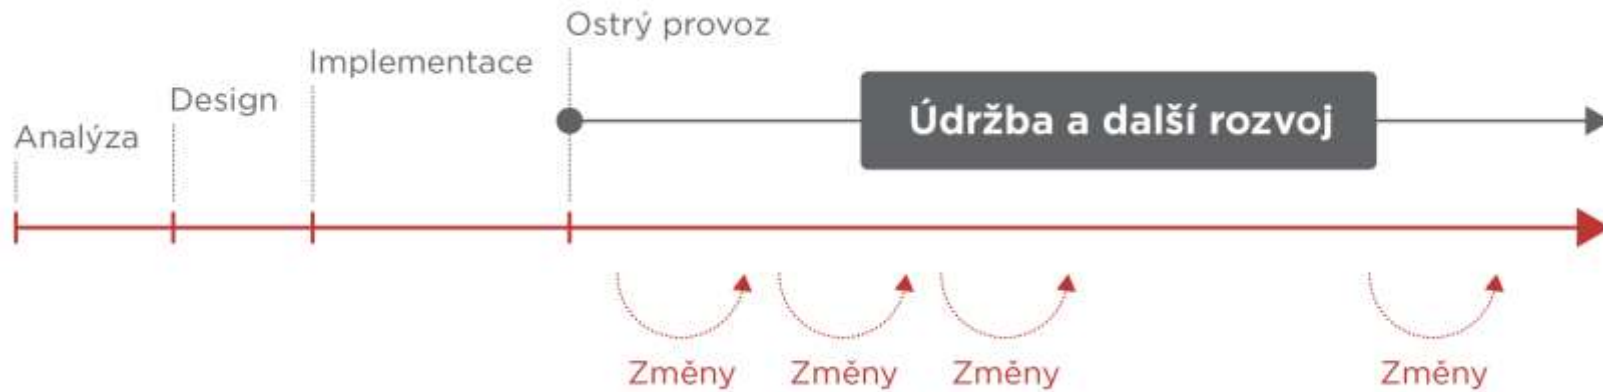 Ostrý provoz
Implementace
Design
Analýza
Údržba a další rozvoj
Změny
Změny
Změny
Změny